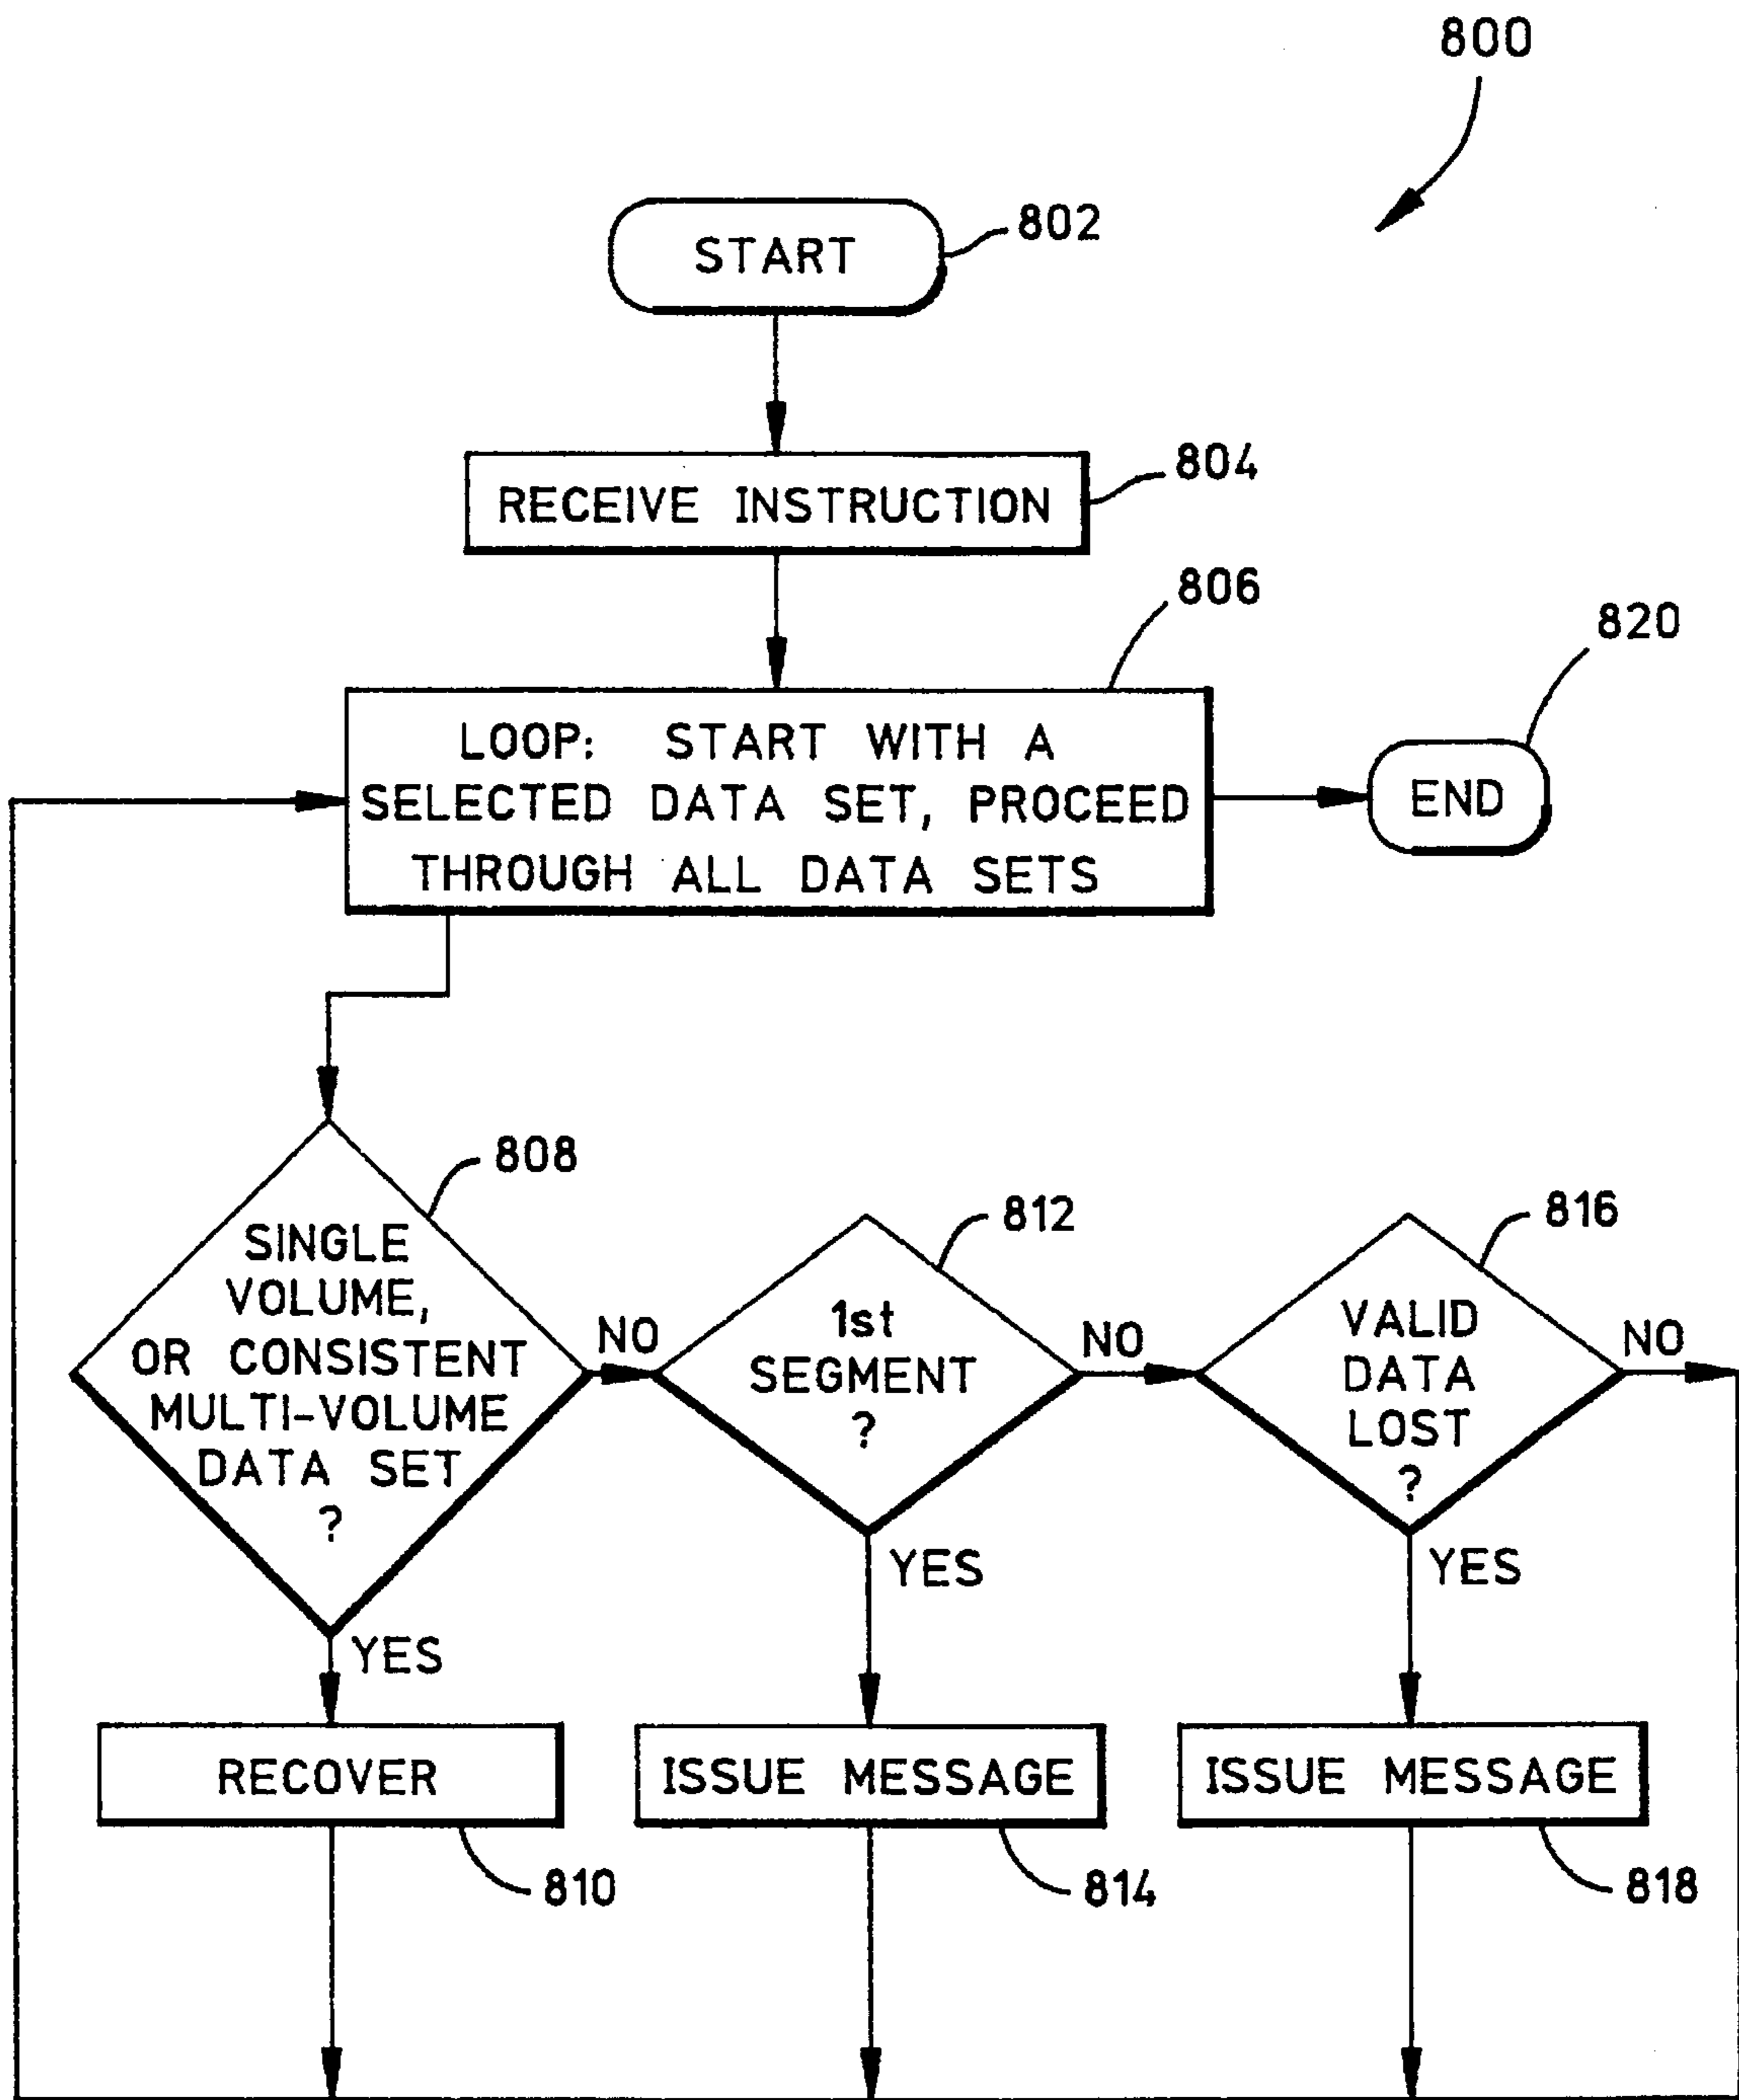 800
START
802
RECEIVE INSTRUCTION
804
806
LOOP: START WITH A
SELECTED DATA SET, PROCEED
THROUGH ALL DATA SETS
820
END
808
SINGLE
VOLUME,
OR CONSISTENT
MULTI-VOLUME
DATA SET
?
NO
YES
812
1st
SEGMENT
?
NO
YES
816
VALID
DATA
LOST
?
NO
YES
RECOVER
810
ISSUE MESSAGE
814
ISSUE MESSAGE
818